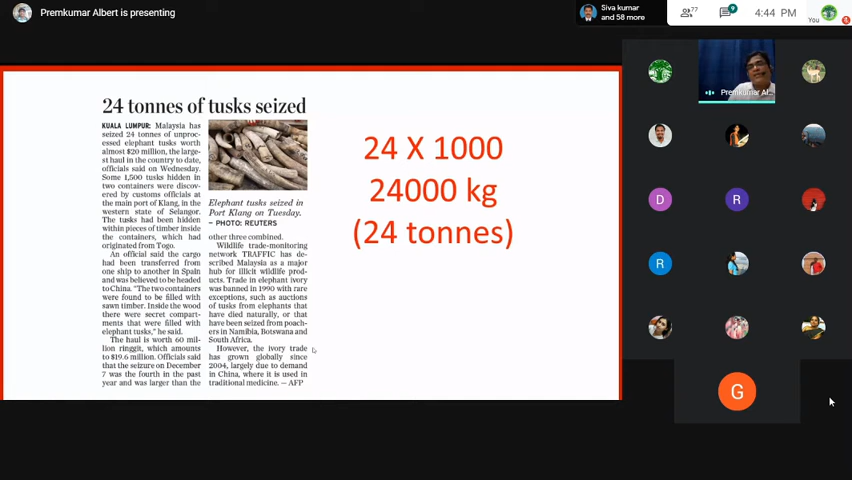 Premkumar Albert is presenting
Siva kumar
and 58 more
77
9
4:44 PM
You
24 tonnes of tusks seized
KUALA LUMPUR: Malaysia has
seized 24 tonnes of unproc-
essed elephant tusks worth
almost $20 million, the larg-
est haul in the country to date,
officials said on Wednesday.
Some 1,500 tusks hidden in
two containers were discov-
ered by customs officials at
the main port of Klang, in the
western state of Selangor.
The tusks had been hidden
within pieces of timber inside
the containers, which had
originated from Togo.
An official said the cargo
had been transferred from
one ship to another in Spain
and was believed to be headed
to China. "The two containers
were found to be filled with
sawn timber. Inside the wood
there were secret compart-
ments that were filled with
elephant tusks," he said.
The haul is worth 60 mil-
lion ringgit, which amounts
to $19.6 million. Officials said
that the seizure on December
7 was the fourth in the past
year and was larger than the
Elephant tusks seized in
Port Klang on Tuesday.
– PHOTO: REUTERS
other three combined.
Wildlife trade-monitoring
network TRAFFIC has de-
scribed Malaysia as a major
hub for illicit wildlife prod-
ucts. Trade in elephant ivory
was banned in 1990 with rare
exceptions, such as auctions
of tusks from elephants that
have died naturally, or that
have been seized from poach-
ers in Namibia, Botswana and
South Africa.
However, the ivory trade
has grown globally since
2004, largely due to demand
in China, where it is used in
traditional medicine. — AFP
24 X 1000
24000 kg
(24 tonnes)
Premkumar Al...
D
R
R
G